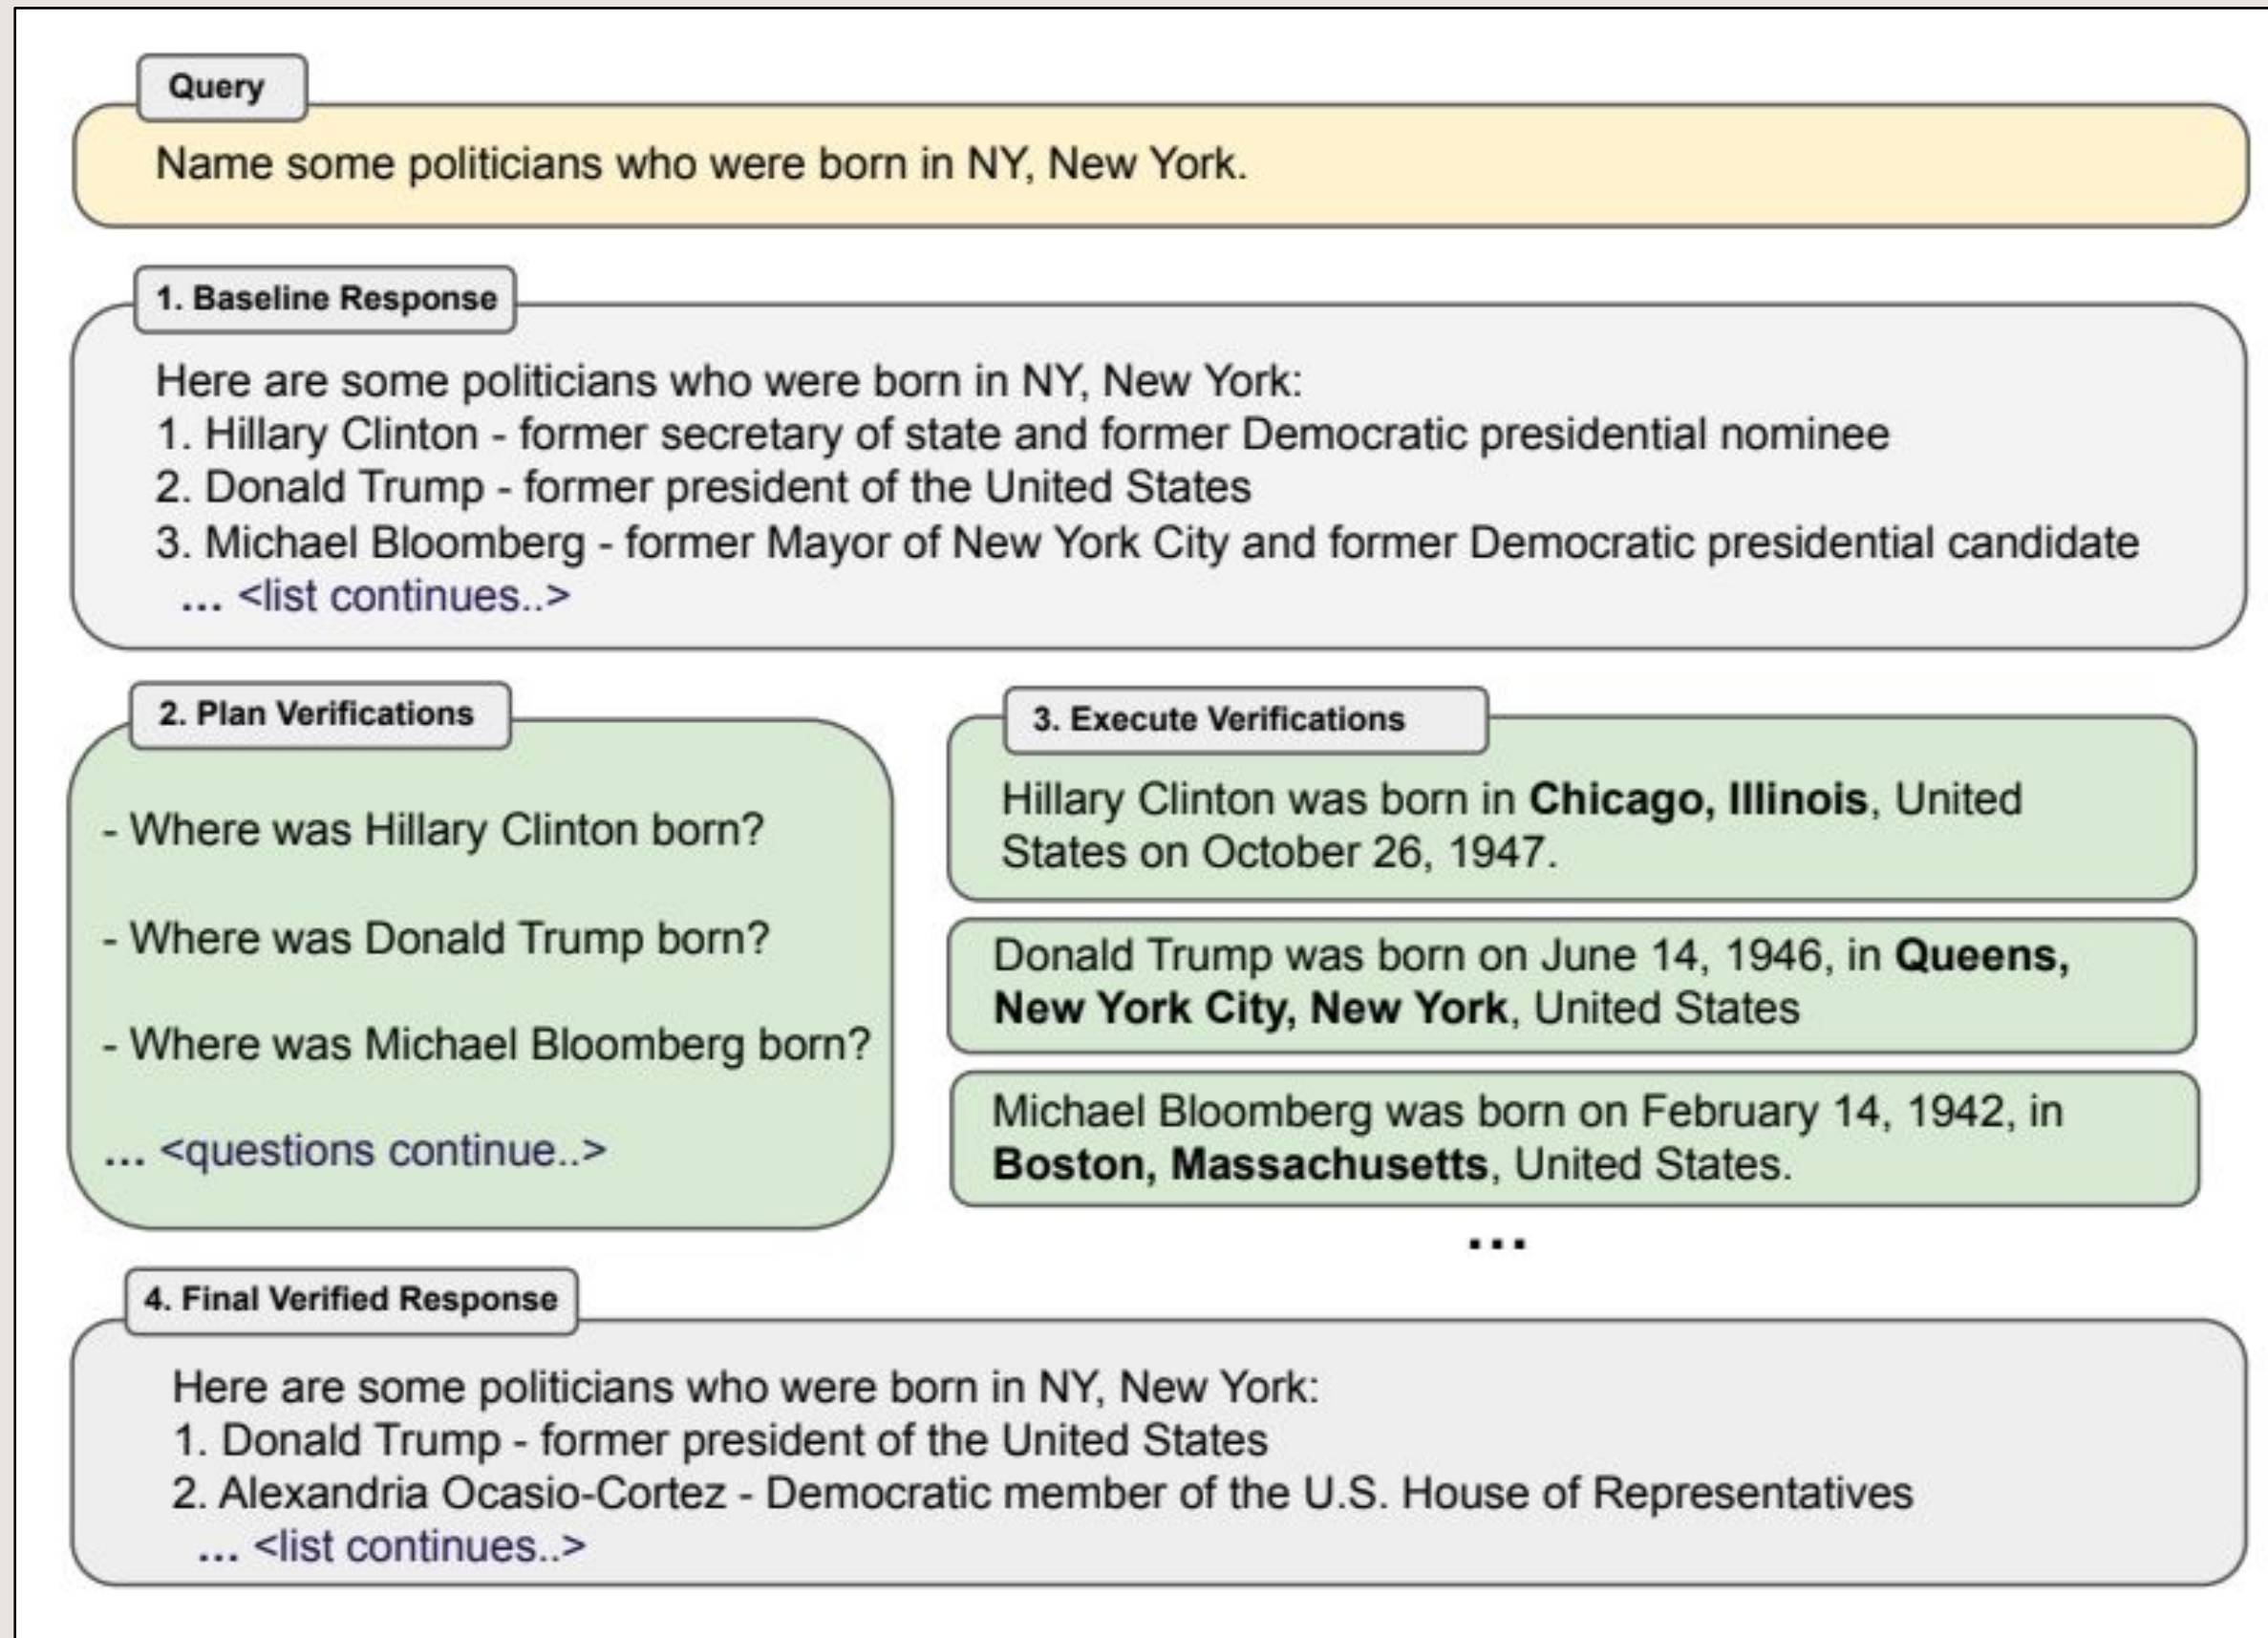 Query
Name some politicians who were born in NY, New York.
1. Baseline Response
Here are some politicians who were born in NY, New York:
1. Hillary Clinton - former secretary of state and former Democratic presidential nominee
2. Donald Trump - former president of the United States
3. Michael Bloomberg - former Mayor of New York City and former Democratic presidential candidate
... <list continues..>
2. Plan Verifications
- Where was Hillary Clinton born?
- Where was Donald Trump born?
- Where was Michael Bloomberg born?
... <questions continue..>
3. Execute Verifications
Hillary Clinton was born in Chicago, Illinois, United
States on October 26, 1947.
Donald Trump was born on June 14, 1946, in Queens,
New York City, New York, United States
Michael Bloomberg was born on February 14, 1942, in
Boston, Massachusetts, United States.
...
4. Final Verified Response
Here are some politicians who were born in NY, New York:
1. Donald Trump - former president of the United States
2. Alexandria Ocasio-Cortez - Democratic member of the U.S. House of Representatives
... <list continues..>